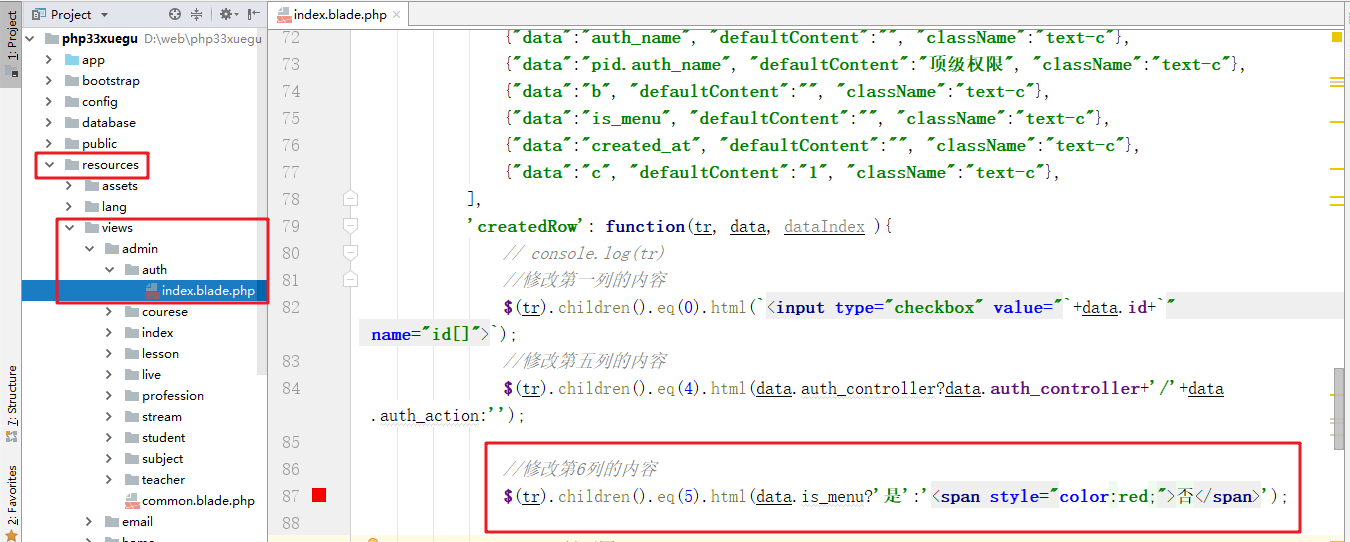 1: Project
7: Structure
2: Favorites
Project
php33xuegu D:\web\php33xuegu
app
bootstrap
config
database
public
resources
assets
lang
views
admin
auth
index.blade.php
courese
index
lesson
live
profession
stream
student
subject
teacher
common.blade.php
email
index.blade.php
72 {"data":"auth_name", "defaultContent":"", "className":"text-c"},
73 {"data":"pid.auth_name", "defaultContent":"顶级权限", "className":"text-c"},
74 {"data":"b", "defaultContent":"", "className":"text-c"},
75 {"data":"is_menu", "defaultContent":"", "className":"text-c"},
76 {"data":"created_at", "defaultContent":"", "className":"text-c"},
77 {"data":"c", "defaultContent":"1", "className":"text-c"},
78 ],
79 'createdRow': function(tr, data, dataIndex ){
80 // console.log(tr)
81 //修改第一列的内容
82 $(tr).children().eq(0).html(`<input type="checkbox" value="`+data.id+`"
name="id[]">`);
83 //修改第五列的内容
84 $(tr).children().eq(4).html(data.auth_controller?data.auth_controller+'/'+data
.auth_action:'');
85
86 //修改第6列的内容
87 $(tr).children().eq(5).html(data.is_menu?'是':'<span style="color:red;">否</span>');
88